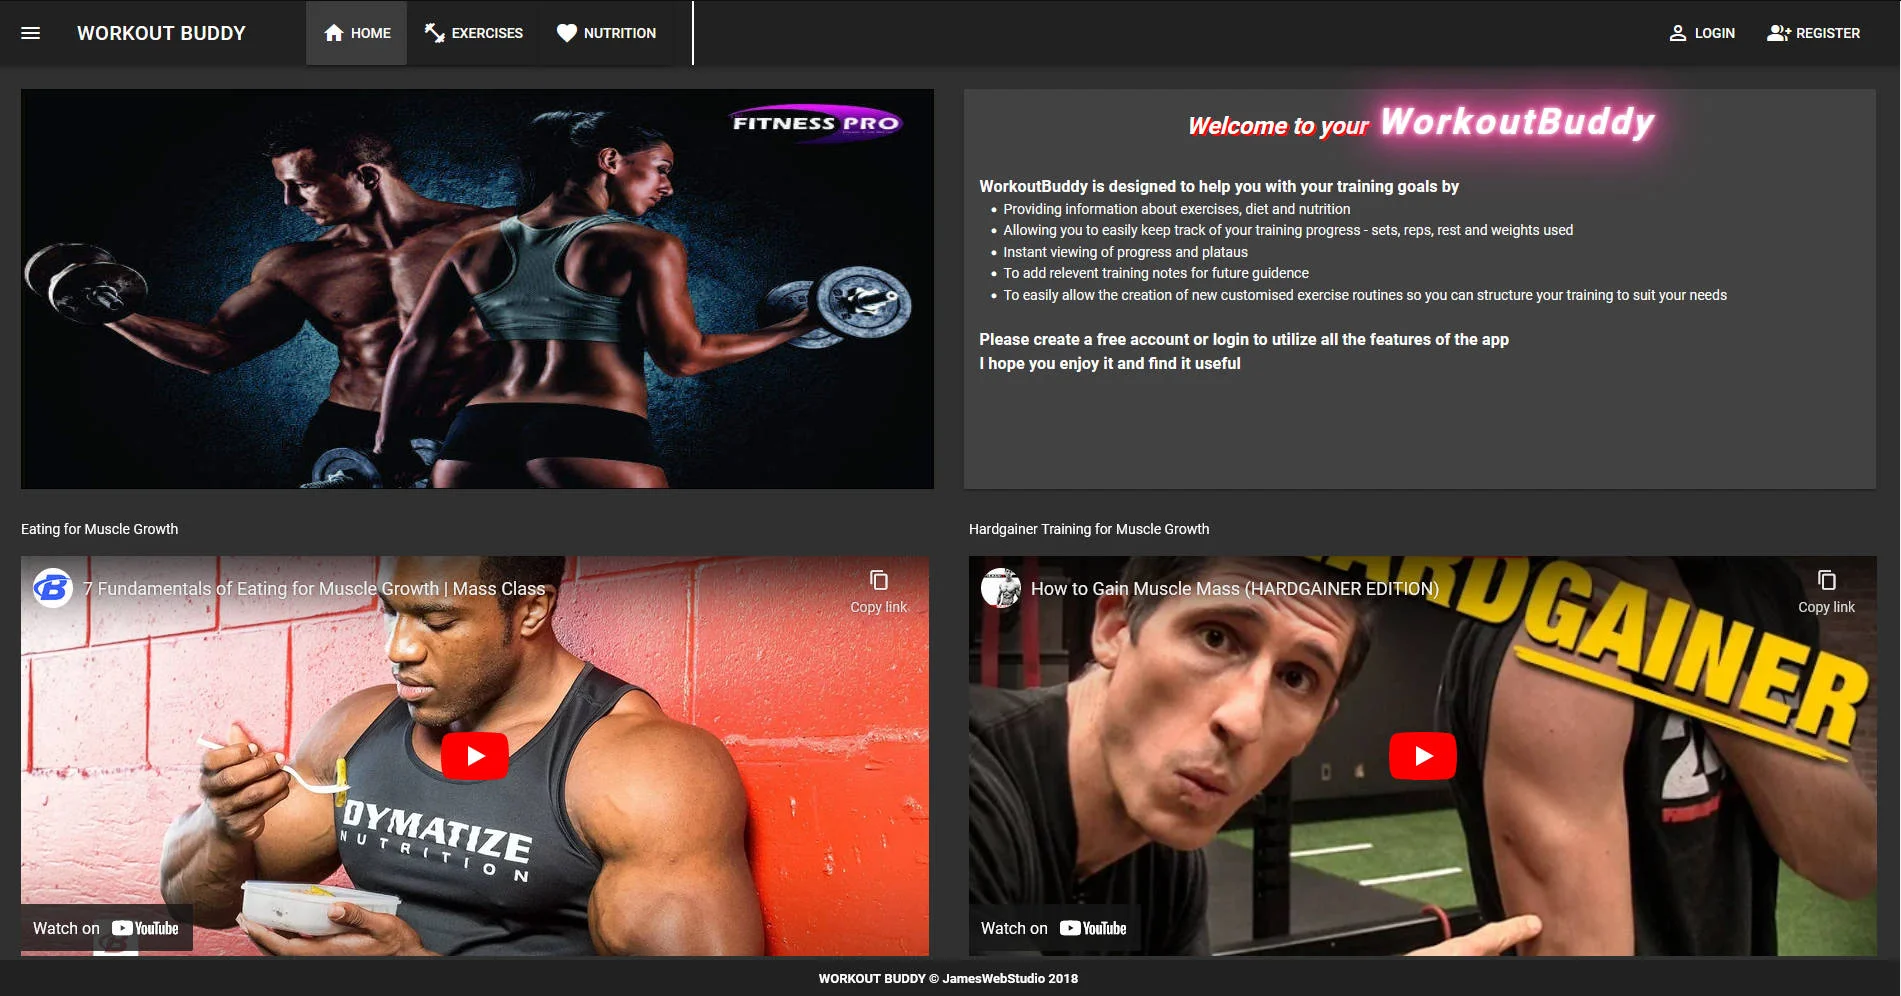 WORKOUT BUDDY
HOME
EXERCISES
NUTRITION
LOGIN
REGISTER
FITNESS PRO
Welcome to your WorkoutBuddy
WorkoutBuddy is designed to help you with your training goals by
Providing information about exercises, diet and nutrition
Allowing you to easily keep track of your training progress - sets, reps, rest and weights used
Instant viewing of progress and plataus
To add relevent training notes for future guidence
To easily allow the creation of new customised exercise routines so you can structure your training to suit your needs
Please create a free account or login to utilize all the features of the app
I hope you enjoy it and find it useful
Eating for Muscle Growth
7 Fundamentals of Eating for Muscle Growth | Mass Class
Copy link
DYMATIZE
NUTRITION
Watch on YouTube
Hardgainer Training for Muscle Growth
How to Gain Muscle Mass (HARDGAINER EDITION)
Copy link
HARDGAINER
Watch on YouTube
WORKOUT BUDDY © JamesWebStudio 2018